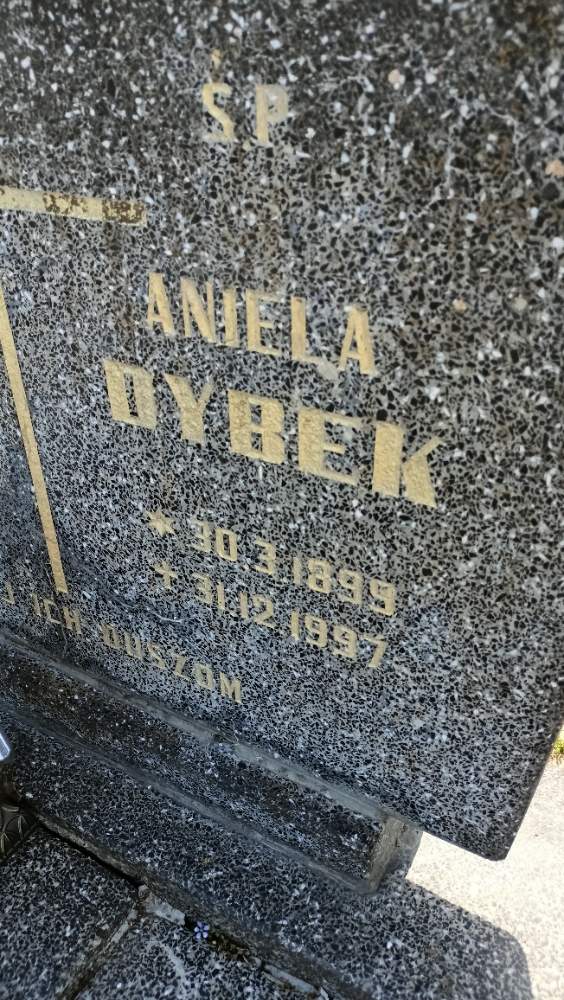 ŚP
ANIELA
DYBEK
* 30.3.1899
+ 31.12.1997
ICH DUSZOM